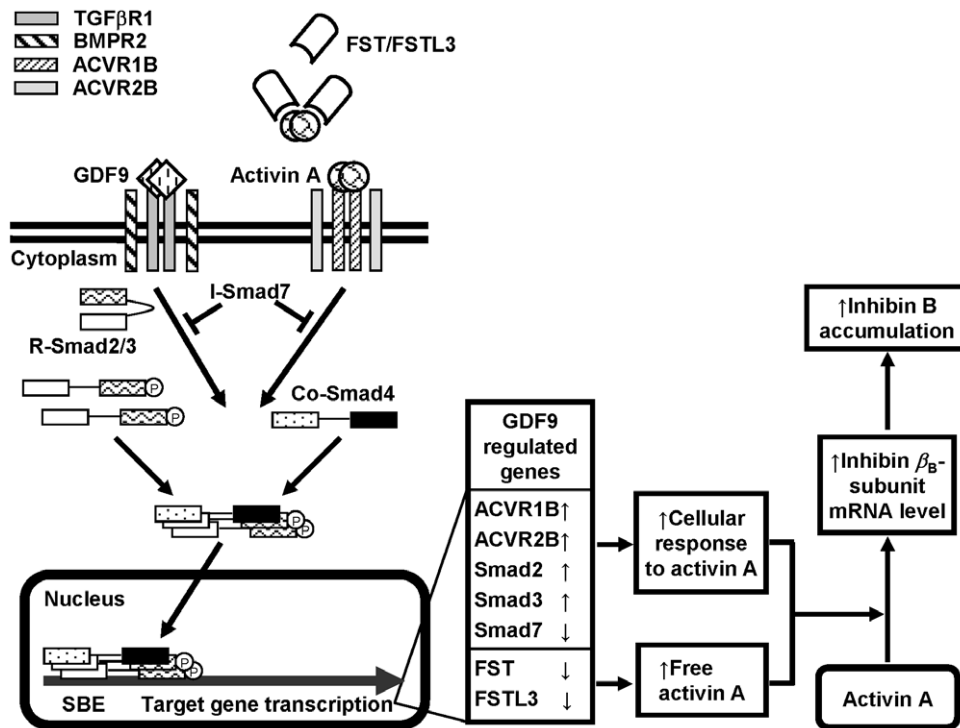 TGFβR1
BMPR2
ACVR1B
ACVR2B
FST/FSTL3
GDF9
Activin A
Cytoplasm
I-Smad7
R-Smad2/3
P
P
Co-Smad4
P
P
Nucleus
P
P
SBE
Target gene transcription
GDF9
regulated
genes
ACVR1B↑
ACVR2B↑
Smad2 ↑
Smad3 ↑
Smad7 ↓
FST ↓
FSTL3 ↓
↑Cellular
response
to activin A
↑Free
activin A
↑Inhibin B
accumulation
↑Inhibin βB-
subunit
mRNA level
Activin A